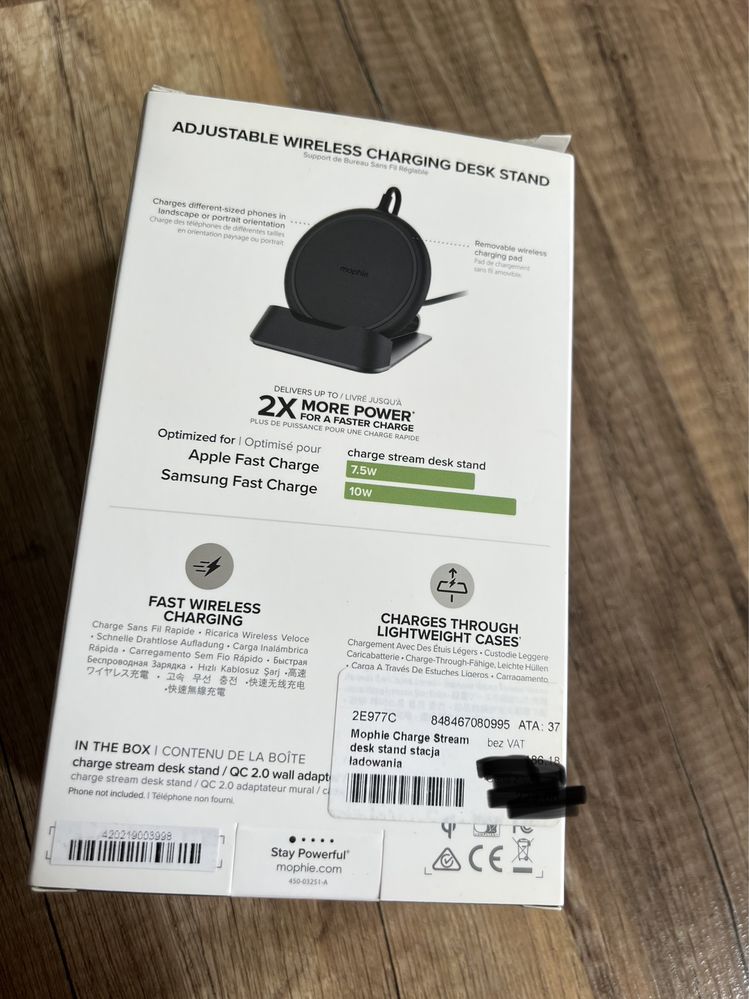 ADJUSTABLE WIRELESS CHARGING DESK STAND
Support de Bureau Sans Fil Réglable
Charges different-sized phones in
landscape or portrait orientation
Charge des téléphones de différentes tailles
en orientation paysage ou portrait
Removable wireless
charging pad
Pad de chargement
sans fil amovible
mophie
DELIVERS UP TO / LIVRÉ JUSQU'À
2X MORE POWER*
FOR A FASTER CHARGE
PLUS DE PUISSANCE POUR UNE CHARGE RAPIDE
Optimized for | Optimisé pour
charge stream desk stand
Apple Fast Charge
7.5W
Samsung Fast Charge
10W
FAST WIRELESS
CHARGING
Charge Sans Fil Rapide • Ricarica Wireless Veloce
• Schnelle Drahtlose Aufladung • Carga Inalámbrica
Rápida • Carregamento Sem Fio Rápido • Быстрая
Беспроводная Зарядка • Hızlı Kablosuz Şarj •高速
ワイヤレス充電 • 고속 무선 충전 •快速无线充电
•快速無線充電
CHARGES THROUGH
LIGHTWEIGHT CASES
Chargement Avec Des Étuis Légers • Custodie Leggere
Caricabatterie • Charge-Through-Fähige, Leichte Hüllen
• Carga A Través De Estuches Ligeros • Carragamento
2E977C 848467080995 ATA: 37
Mophie Charge Stream
desk stand stacja
ładowania
bez VAT
IN THE BOX | CONTENU DE LA BOÎTE
charge stream desk stand / QC 2.0 wall adapt
charge stream desk stand / QC 2.0 adaptateur mural /
Phone not included. | Téléphone non fourni.
420219003998
Stay Powerful®
mophie.com
450-03251-A
CE